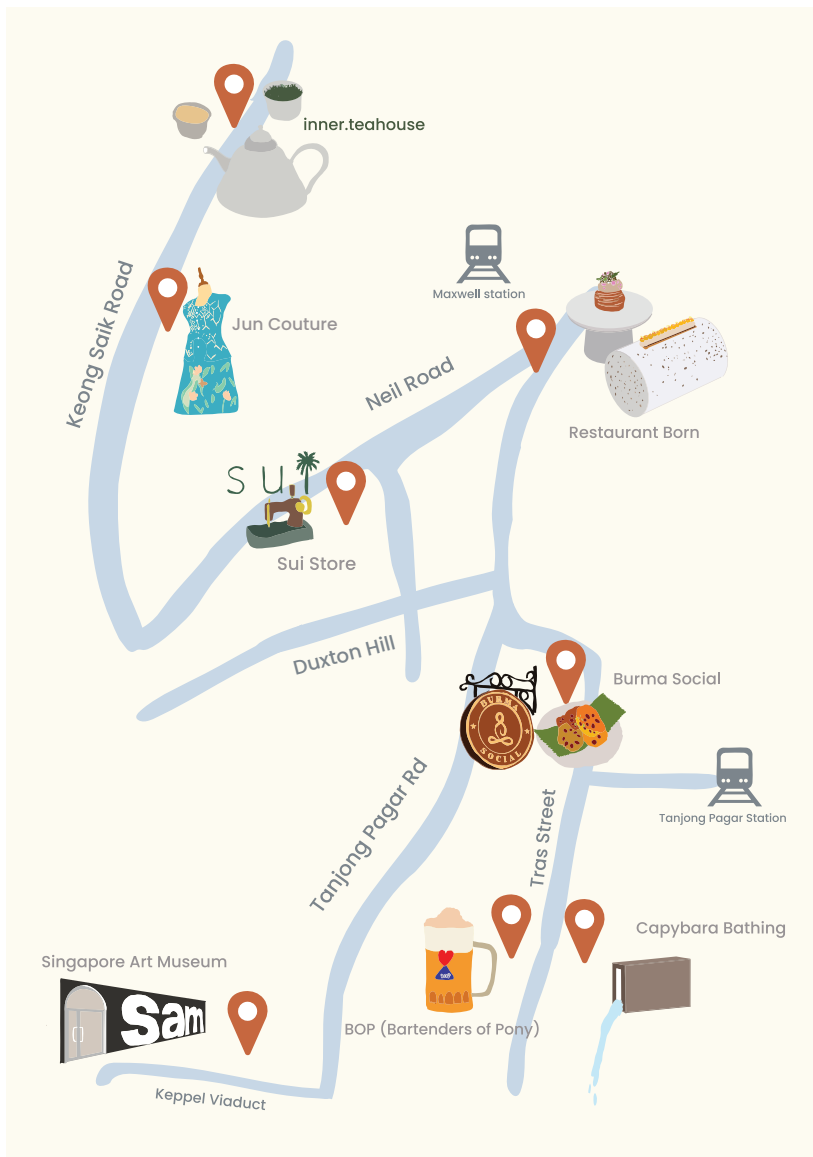 inner.teahouse
Keong Saik Road
Maxwell station
Jun Couture
Neil Road
Restaurant Born
sui
Sui Store
Duxton Hill
BURMA
SOCIAL
Burma Social
Tanjong Pagar Rd
Tanjong Pagar Station
Tras Street
Capybara Bathing
Singapore Art Museum
Sam
BOP (Bartenders of Pony)
Keppel Viaduct